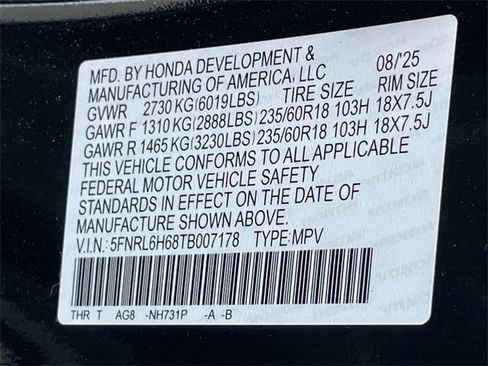 MFD. BY HONDA DEVELOPMENT & 08/'25
MANUFACTURING OF AMERICA, LLC
GVWR 2730 KG(6019LBS) TIRE SIZE RIM SIZE
GAWR F 1310 KG(2888LBS) 235/60R18 103H 18X7.5J
GAWR R 1465 KG(3230LBS) 235/60R18 103H 18X7.5J
THIS VEHICLE CONFORMS TO ALL APPLICABLE
FEDERAL MOTOR VEHICLE SAFETY
STANDARDS IN EFFECT ON THE DATE OF
MANUFACTURE SHOWN ABOVE.
V.I.N.: 5FNRL6H68TB007178 TYPE:MPV
THR T AG8 -NH731P -A -B